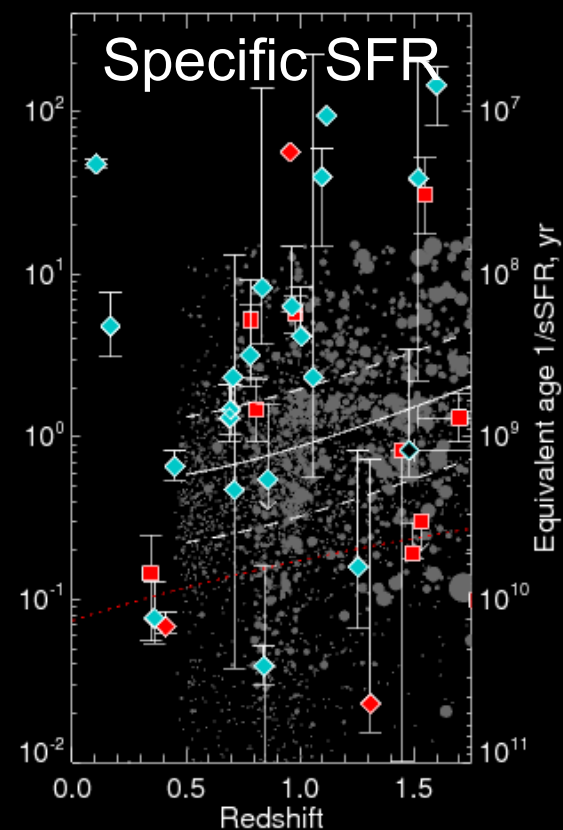 Specific SFR
10²
10¹
10⁰
10⁻¹
10⁻²
10⁷
10⁸
10⁹
10¹⁰
10¹¹
Equivalent age 1/sSFR, yr
0.0 0.5 1.0 1.5
Redshift